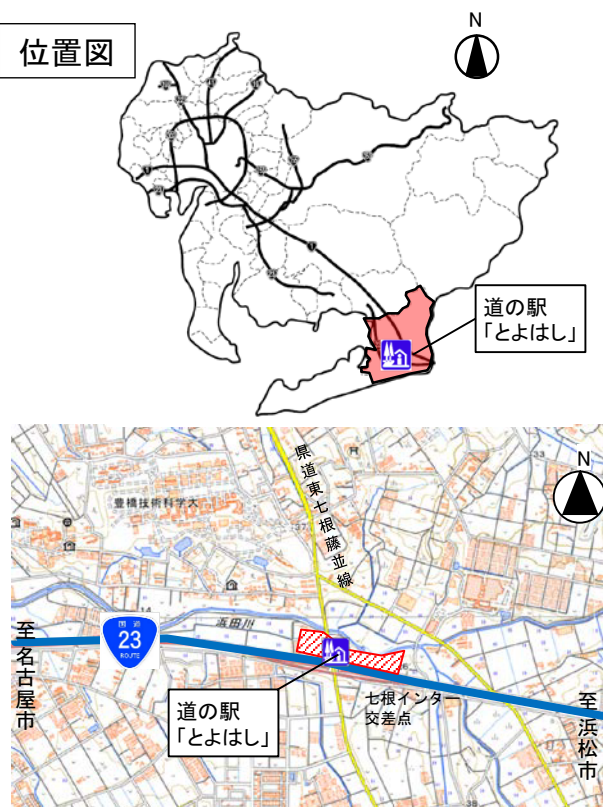 位置図
N
道の駅
「とよはし」
N
県道東七根藤並線
豊橋技術科学大
浜田川
至名古屋市
国道
23
ROUTE
道の駅
「とよはし」
七根インター
交差点
至浜松市